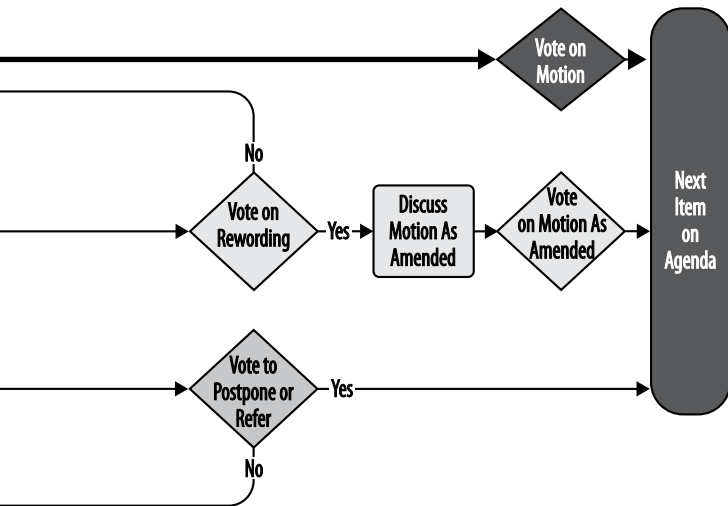 Vote on
Motion
No
Vote on
Rewording
Yes
Discuss
Motion As
Amended
Vote
on Motion As
Amended
Next
Item
on
Agenda
Vote to
Postpone or
Refer
Yes
No